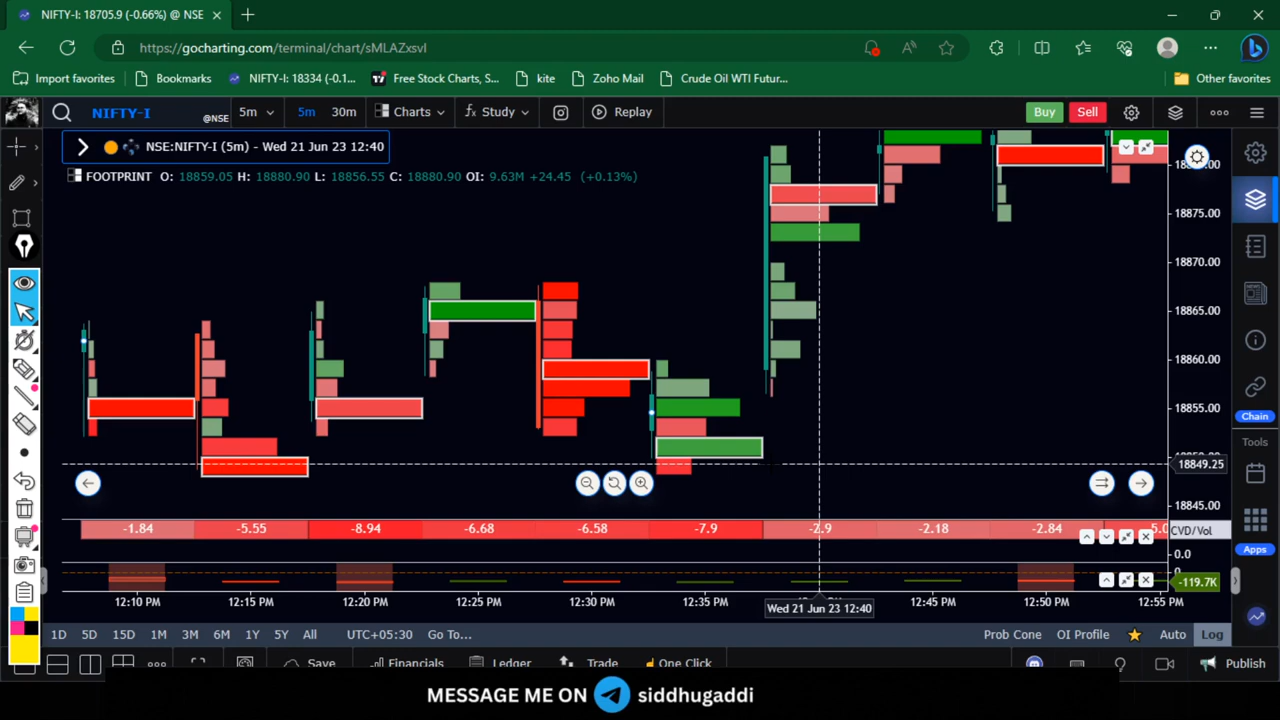 NIFTY-I: 18705.9 (-0.66%) @ NSE
https://gocharting.com/terminal/chart/sMLAZxsvI
Import favorites Bookmarks NIFTY-I: 18334 (-0.1... Free Stock Charts, S... kite Zoho Mail Crude Oil WTI Futur... Other favorites
NIFTY-I @NSE 5m 5m 30m Charts Study Replay Buy Sell
NSE:NIFTY-I (5m) - Wed 21 Jun 23 12:40
FOOTPRINT O: 18859.05 H: 18880.90 L: 18856.55 C: 18880.90 OI: 9.63M +24.45 (+0.13%)
18875.00
18870.00
18865.00
18860.00
18855.00
18849.25
18845.00
Chain
Tools
Apps
-1.84 -5.55 -8.94 -6.68 -6.58 -7.9 -2.9 -2.18 -2.84 CVD/Vol
0.0
-119.7K
12:10 PM 12:15 PM 12:20 PM 12:25 PM 12:30 PM 12:35 PM 12:45 PM 12:50 PM 12:55 PM
Wed 21 Jun 23 12:40
1D 5D 15D 1M 3M 6M 1Y 5Y All UTC+05:30 Go To... Prob Cone OI Profile Auto Log
Save Financials Ledger Trade One Click Publish
MESSAGE ME ON siddhugaddi